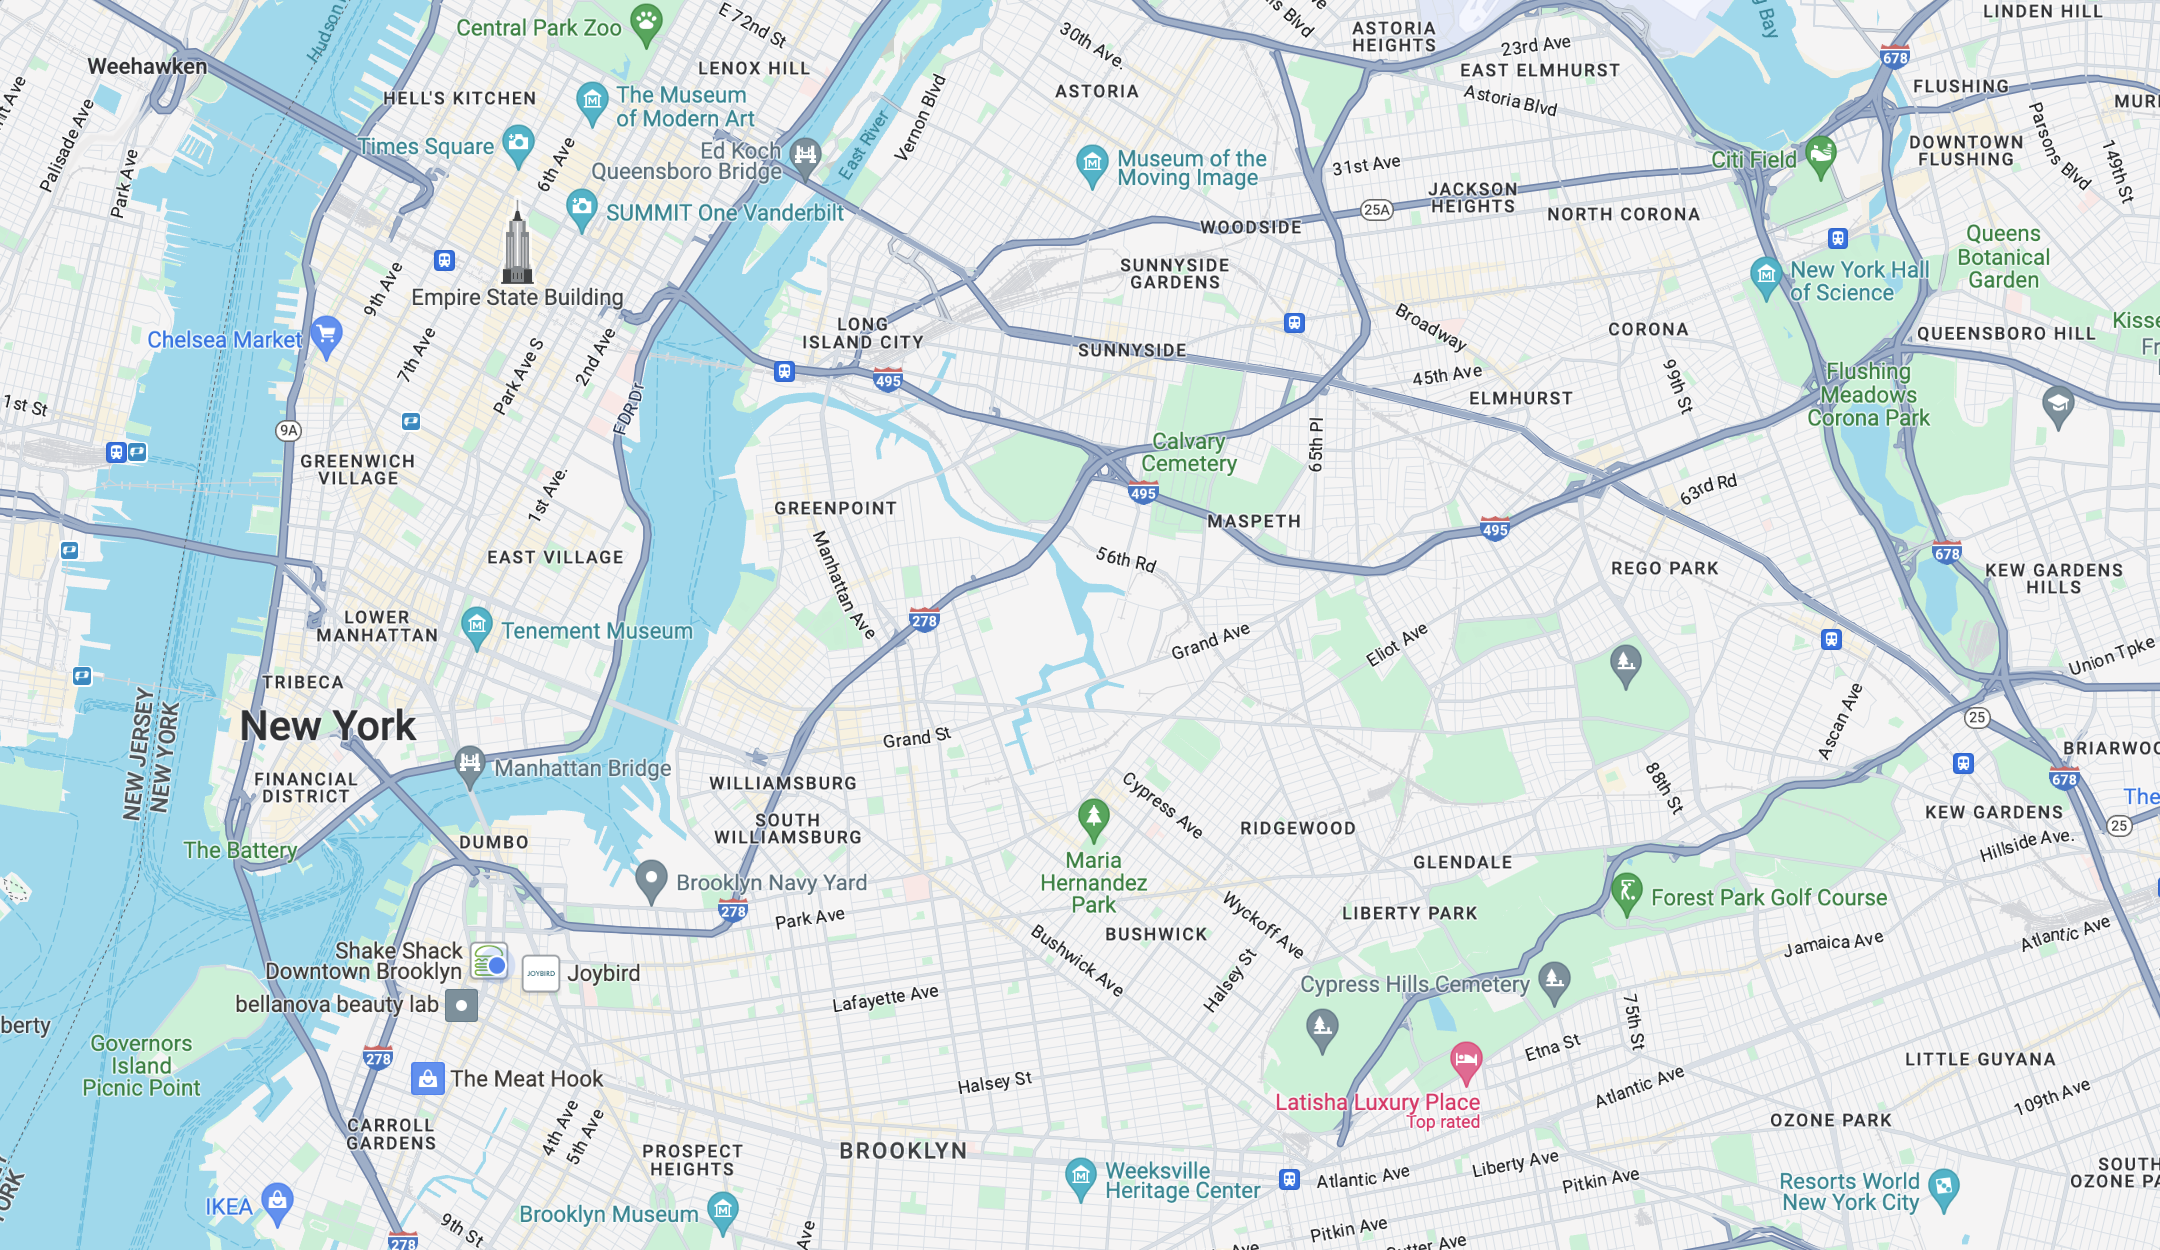 Central Park Zoo
E 72nd St
LENOX HILL
30th Ave.
ASTORIA
HEIGHTS
23rd Ave
EAST ELMHURST
Astoria Blvd
LINDEN HILL
678
FLUSHING
Weehawken
Hudson
Palisade Ave
Park Ave
HELL'S KITCHEN
The Museum
of Modern Art
Times Square
6th Ave
Ed Koch
Queensboro Bridge
East River
Vernon Blvd
ASTORIA
Museum of the
Moving Image
31st Ave
JACKSON
HEIGHTS
25A
NORTH CORONA
Citi Field
DOWNTOWN
FLUSHING
Parsons Blvd
149th St
SUMMIT One Vanderbilt
WOODSIDE
Queens
Botanical
Garden
Empire State Building
9th Ave
7th Ave
Park Ave S
2nd Ave
Chelsea Market
1st St
SUNNYSIDE
GARDENS
New York Hall
of Science
LONG
ISLAND CITY
SUNNYSIDE
Broadway
45th Ave
CORONA
99th St
QUEENSBORO HILL
495
ELMHURST
Flushing
Meadows
Corona Park
FDR Dr
9A
GREENWICH
VILLAGE
1st Ave.
Calvary
Cemetery
65th Pl
495
63rd Rd
GREENPOINT
MASPETH
495
Manhattan Ave
56th Rd
REGO PARK
678
KEW GARDENS
HILLS
EAST VILLAGE
LOWER
MANHATTAN
Tenement Museum
278
Grand Ave
Eliot Ave
Union Tpke
TRIBECA
New York
NEW JERSEY
NEW YORK
Grand St
Ascan Ave
25
BRIARWOO
FINANCIAL
DISTRICT
Manhattan Bridge
WILLIAMSBURG
Cypress Ave
88th St
678
The
25
SOUTH
WILLIAMSBURG
RIDGEWOOD
KEW GARDENS
Hillside Ave.
The Battery
DUMBO
Maria
Hernandez
Park
GLENDALE
Brooklyn Navy Yard
278
Park Ave
Wyckoff Ave
LIBERTY PARK
Forest Park Golf Course
BUSHWICK
Bushwick Ave
Halsey St
Jamaica Ave
Atlantic Ave
Shake Shack
Downtown Brooklyn
JOYBIRD
Joybird
bellanova beauty lab
Lafayette Ave
Cypress Hills Cemetery
75th St
berty
Governors
Island
Picnic Point
278
The Meat Hook
Halsey St
Etna St
Latisha Luxury Place
Top rated
Atlantic Ave
LITTLE GUYANA
109th Ave
CARROLL
GARDENS
4th Ave
5th Ave
PROSPECT
HEIGHTS
BROOKLYN
OZONE PARK
Weeksville
Heritage Center
Atlantic Ave
Liberty Ave
Pitkin Ave
Resorts World
New York City
SOUTH
IKEA
9th St
278
Brooklyn Museum
Pitkin Ave